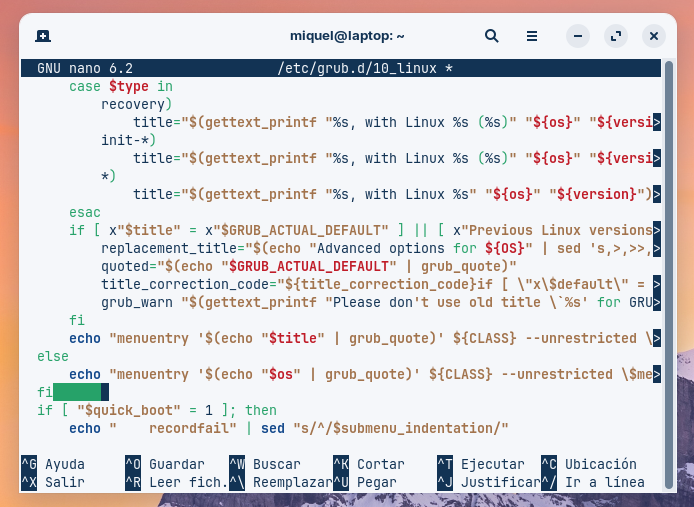 miquel@laptop: ~
GNU nano 6.2 /etc/grub.d/10_linux *
case $type in
recovery)
title="$(gettext_printf "%s, with Linux %s (%s)" "${os}" "${versi>
init-*)
title="$(gettext_printf "%s, with Linux %s (%s)" "${os}" "${versi>
*)
title="$(gettext_printf "%s, with Linux %s" "${os}" "${version}")>
esac
if [ x"$title" = x"$GRUB_ACTUAL_DEFAULT" ] || [ x"Previous Linux versions>
replacement_title="$(echo "Advanced options for ${OS}" | sed 's,>,>>,>
quoted="$(echo "$GRUB_ACTUAL_DEFAULT" | grub_quote)"
title_correction_code="${title_correction_code}if [ \"x\$default\" = >
grub_warn "$(gettext_printf "Please don't use old title \`%s' for GRU>
fi
echo "menuentry '$(echo "$title" | grub_quote)' ${CLASS} --unrestricted \>
else
echo "menuentry '$(echo "$os" | grub_quote)' ${CLASS} --unrestricted \$me>
fi
if [ "$quick_boot" = 1 ]; then
echo "    recordfail" | sed "s/^/$submenu_indentation/"
^G Ayuda ^O Guardar ^W Buscar ^K Cortar ^T Ejecutar ^C Ubicación
^X Salir ^R Leer fich. ^\ Reemplazar ^U Pegar ^J Justificar ^/ Ir a línea